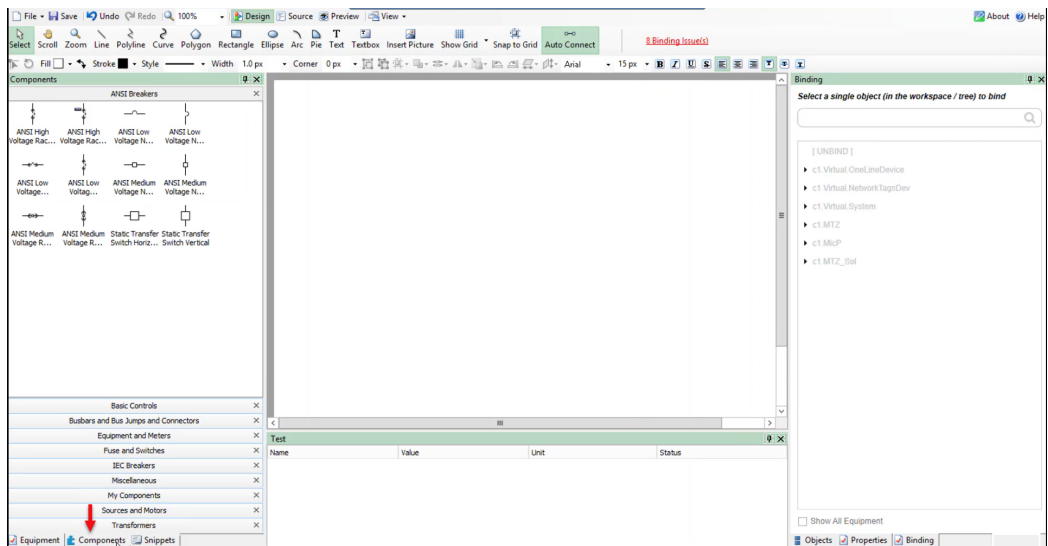 File Save Undo Redo 100% Design Source Preview View About Help
Select Scroll Zoom Line Polyline Curve Polygon Rectangle Ellipse Arc Pie Text Textbox Insert Picture Show Grid Snap to Grid Auto Connect 8 Binding Issue(s)
Fill Stroke Style Width 1.0 px Corner 0 px Arial 15 px B I U S
Components
ANSI Breakers
ANSI High Voltage Rac...
ANSI High Voltage Rac...
ANSI Low Voltage N...
ANSI Low Voltage N...
ANSI Low Voltage...
ANSI Low Voltag...
ANSI Medium Voltage N...
ANSI Medium Voltage N...
ANSI Medium Voltage R...
ANSI Medium Voltage R...
Static Transfer Switch Horiz...
Static Transfer Switch Vertical
Basic Controls
Busbars and Bus Jumps and Connectors
Equipment and Meters
Fuse and Switches
IEC Breakers
Miscellaneous
My Components
Sources and Motors
Transformers
Equipment Components Snippets
Test
Name Value Unit Status
Binding
Select a single object (in the workspace / tree) to bind
[ UNBIND ]
c1.Virtual.OneLineDevice
c1.Virtual.NetworkTagsDev
c1.Virtual.System
c1.MTZ
c1.MicP
c1.MTZ_Sol
Show All Equipment
Objects Properties Binding